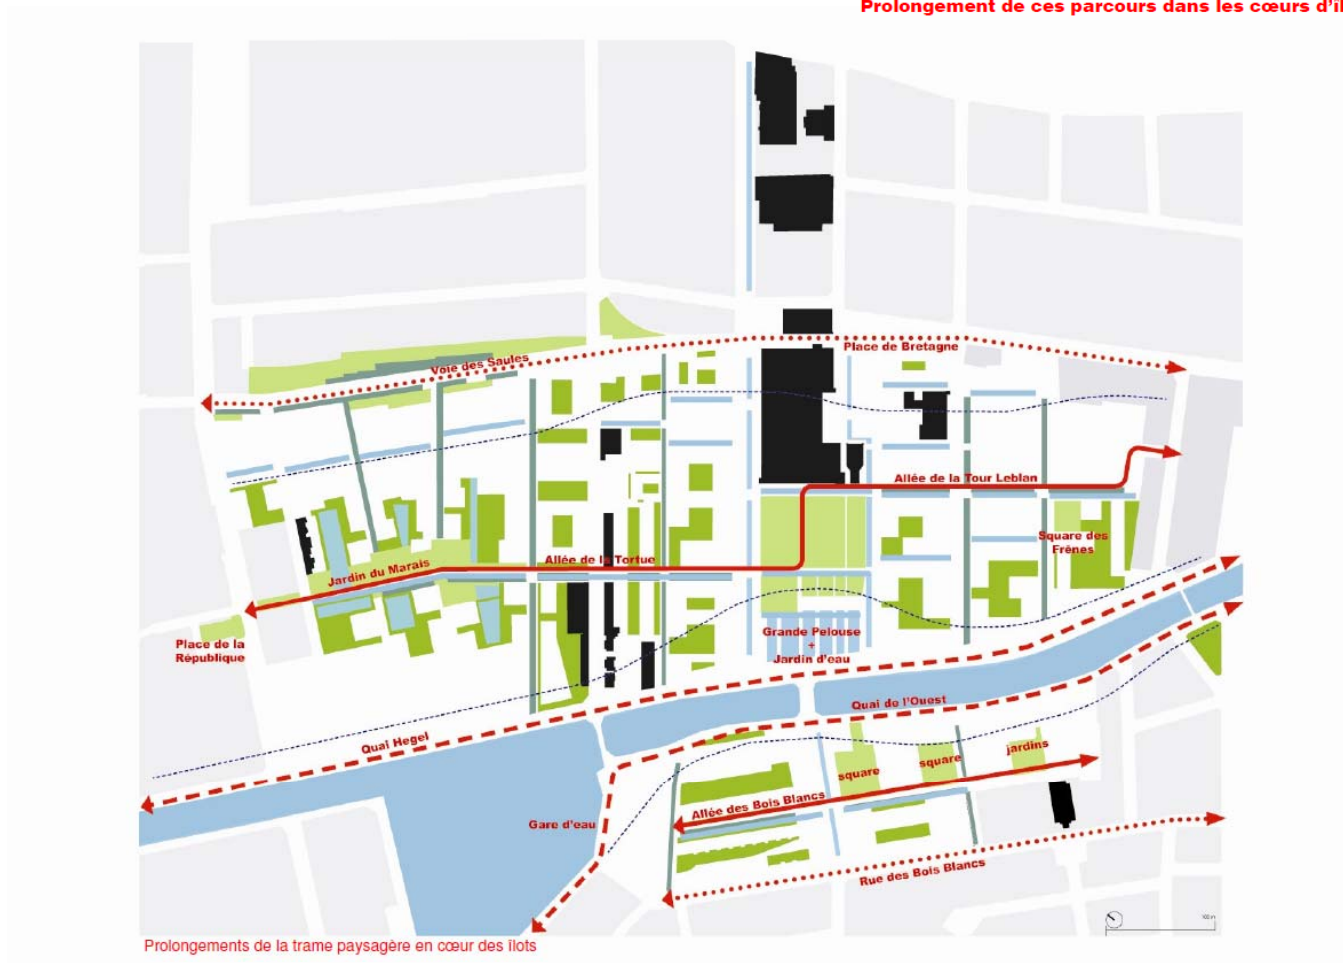 Prolongement de ces parcours dans les cœurs d'îl
Place de Bretagne
Voie des Saules
Allée de la Tour Leblan
Square des
Frênes
Allée de la Tortue
Jardin du Marais
Place de la
République
Grande Pelouse
+
Jardin d'eau
Quai de l'Ouest
Quai Hegel
jardins
square
square
Allée des Bois Blancs
Gare d'eau
Rue des Bois Blancs
100 m
Prolongements de la trame paysagère en cœur des îlots